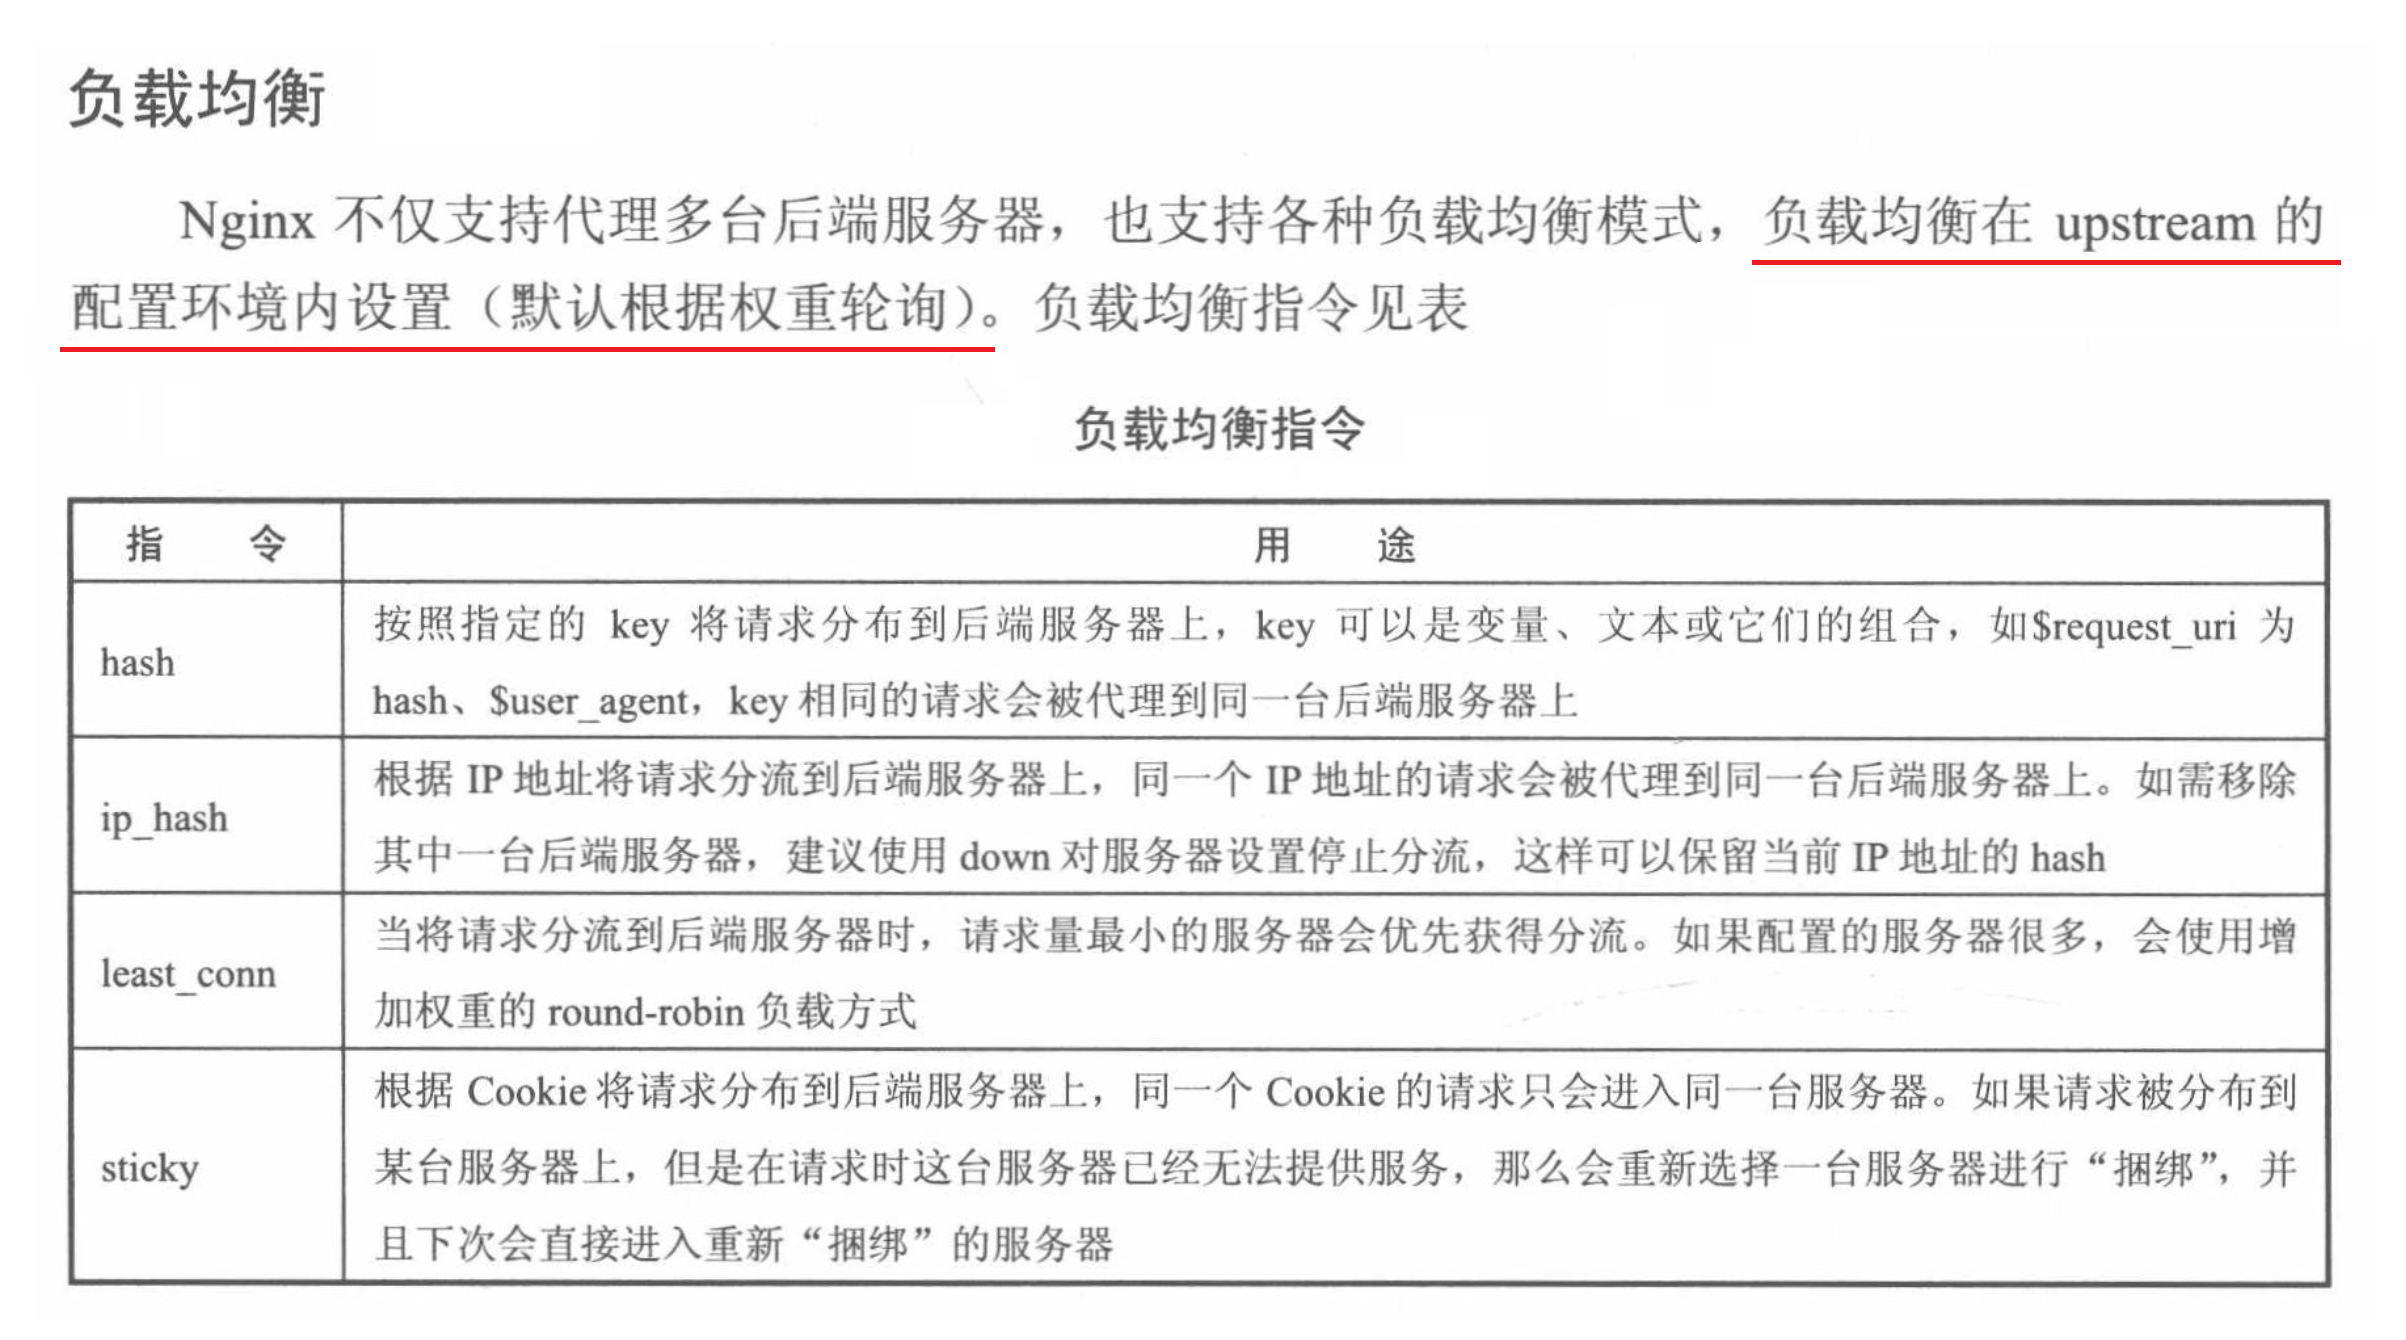 负载均衡
Nginx 不仅支持代理多台后端服务器，也支持各种负载均衡模式，负载均衡在 upstream 的
配置环境内设置（默认根据权重轮询）。负载均衡指令见表
负载均衡指令
指 令
用 途
hash
按照指定的 key 将请求分布到后端服务器上，key 可以是变量、文本或它们的组合，如$request_uri 为
hash、$user_agent，key 相同的请求会被代理到同一台后端服务器上
ip_hash
根据 IP 地址将请求分流到后端服务器上，同一个 IP 地址的请求会被代理到同一台后端服务器上。如需移除
其中一台后端服务器，建议使用 down 对服务器设置停止分流，这样可以保留当前 IP 地址的 hash
least_conn
当将请求分流到后端服务器时，请求量最小的服务器会优先获得分流。如果配置的服务器很多，会使用增
加权重的 round-robin 负载方式
sticky
根据 Cookie 将请求分布到后端服务器上，同一个 Cookie 的请求只会进入同一台服务器。如果请求被分布到
某台服务器上，但是在请求时这台服务器已经无法提供服务，那么会重新选择一台服务器进行“捆绑”，并
且下次会直接进入重新“捆绑”的服务器